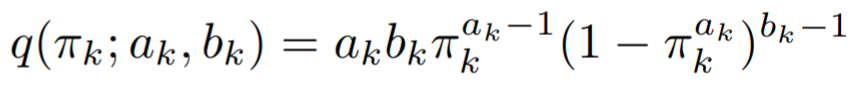 q(π_k; a_k, b_k) = a_k b_k π_k^{a_k−1}(1 − π_k^{a_k})^{b_k−1}